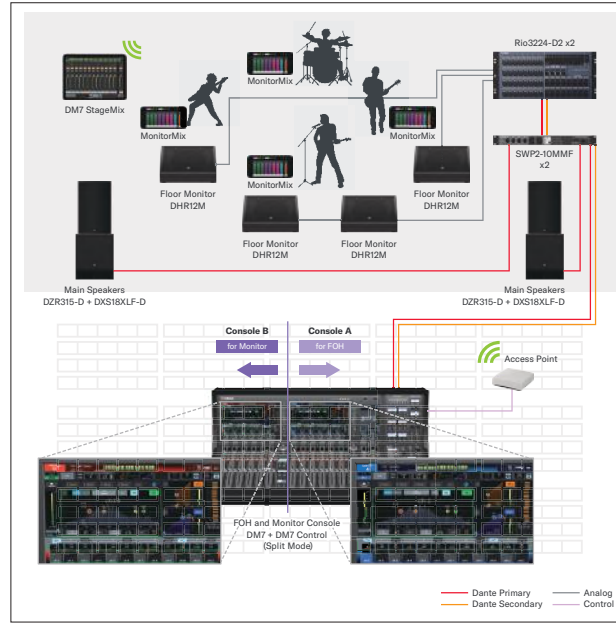 Rio3224-D2 x2
DM7 StageMix
MonitorMix
MonitorMix
MonitorMix
MonitorMix
SWP2-10MMF
x2
Floor Monitor
DHR12M
Floor Monitor
DHR12M
Floor Monitor
DHR12M
Floor Monitor
DHR12M
Main Speakers
DZR315-D + DXS18XLF-D
Main Speakers
DZR315-D + DXS18XLF-D
Console B
Console A
for Monitor
for FOH
Access Point
FOH and Monitor Console
DM7 + DM7 Control
(Split Mode)
Dante Primary
Analog
Dante Secondary
Control